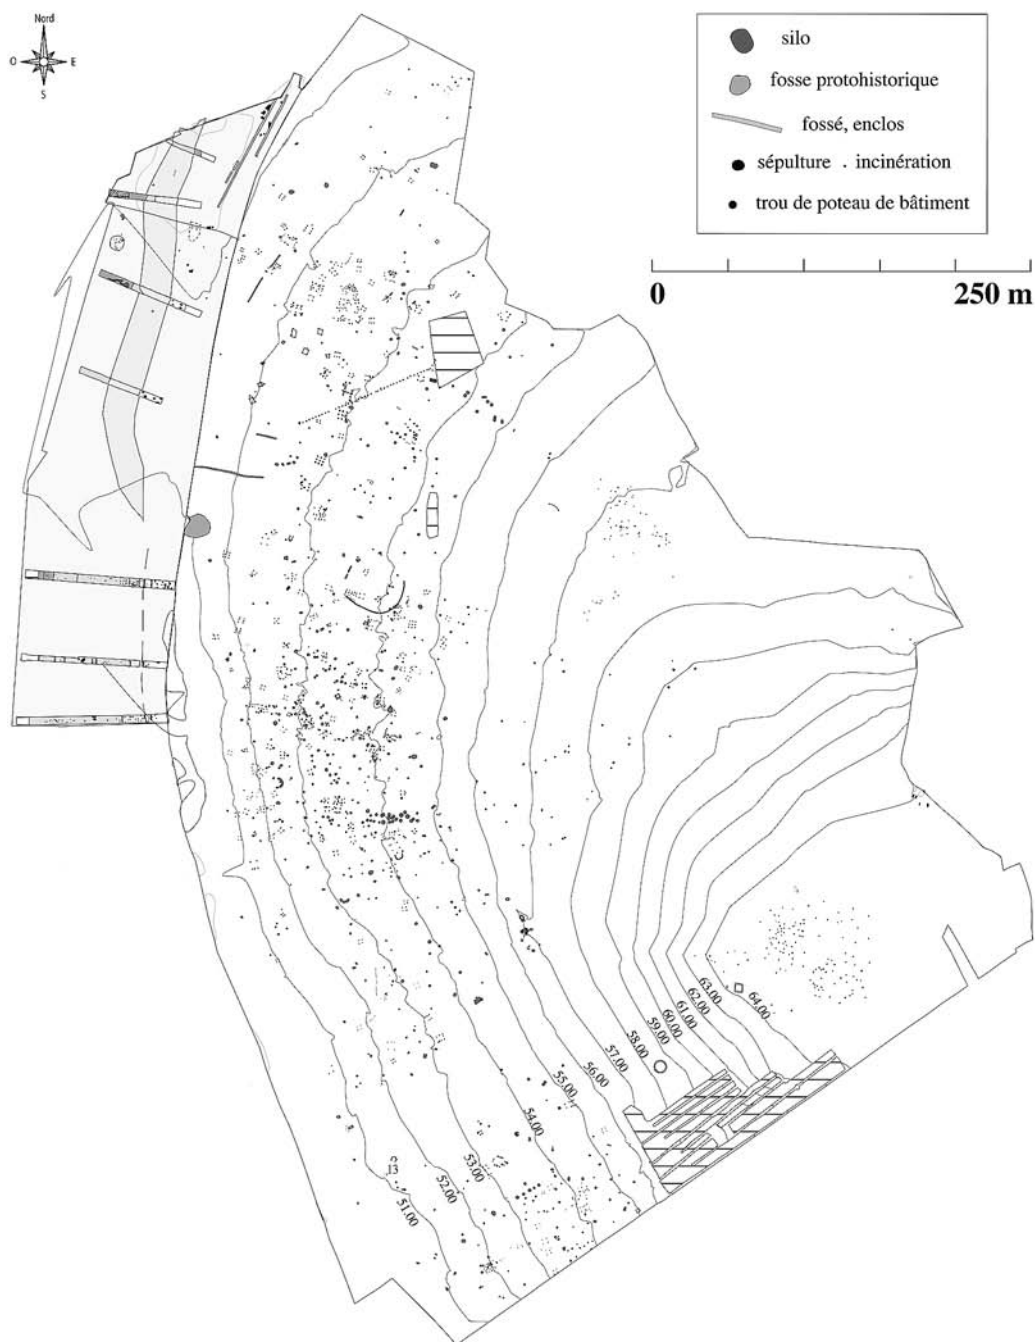 Nord
O
E
S
silo
fosse protohistorique
fossé, enclos
sépulture . incinération
trou de poteau de bâtiment
0
250 m
64.00
63.00
62.00
61.00
60.00
59.00
58.00
57.00
56.00
55.00
54.00
53.00
52.00
51.00
13